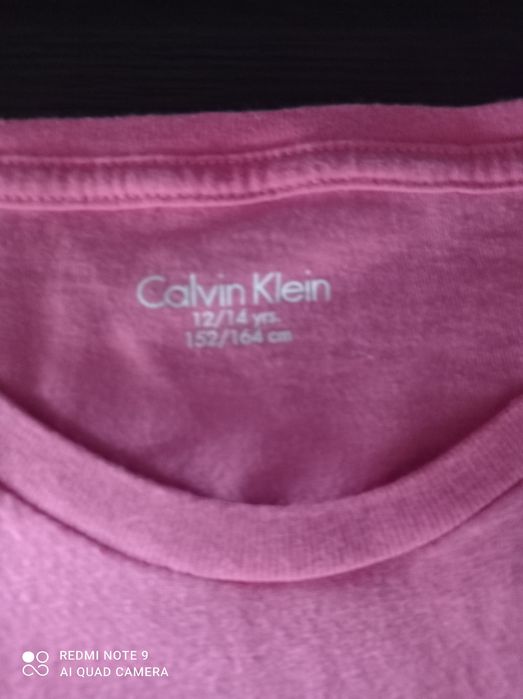 Calvin Klein
12/14 yrs.
152/164 cm
REDMI NOTE 9
AI QUAD CAMERA